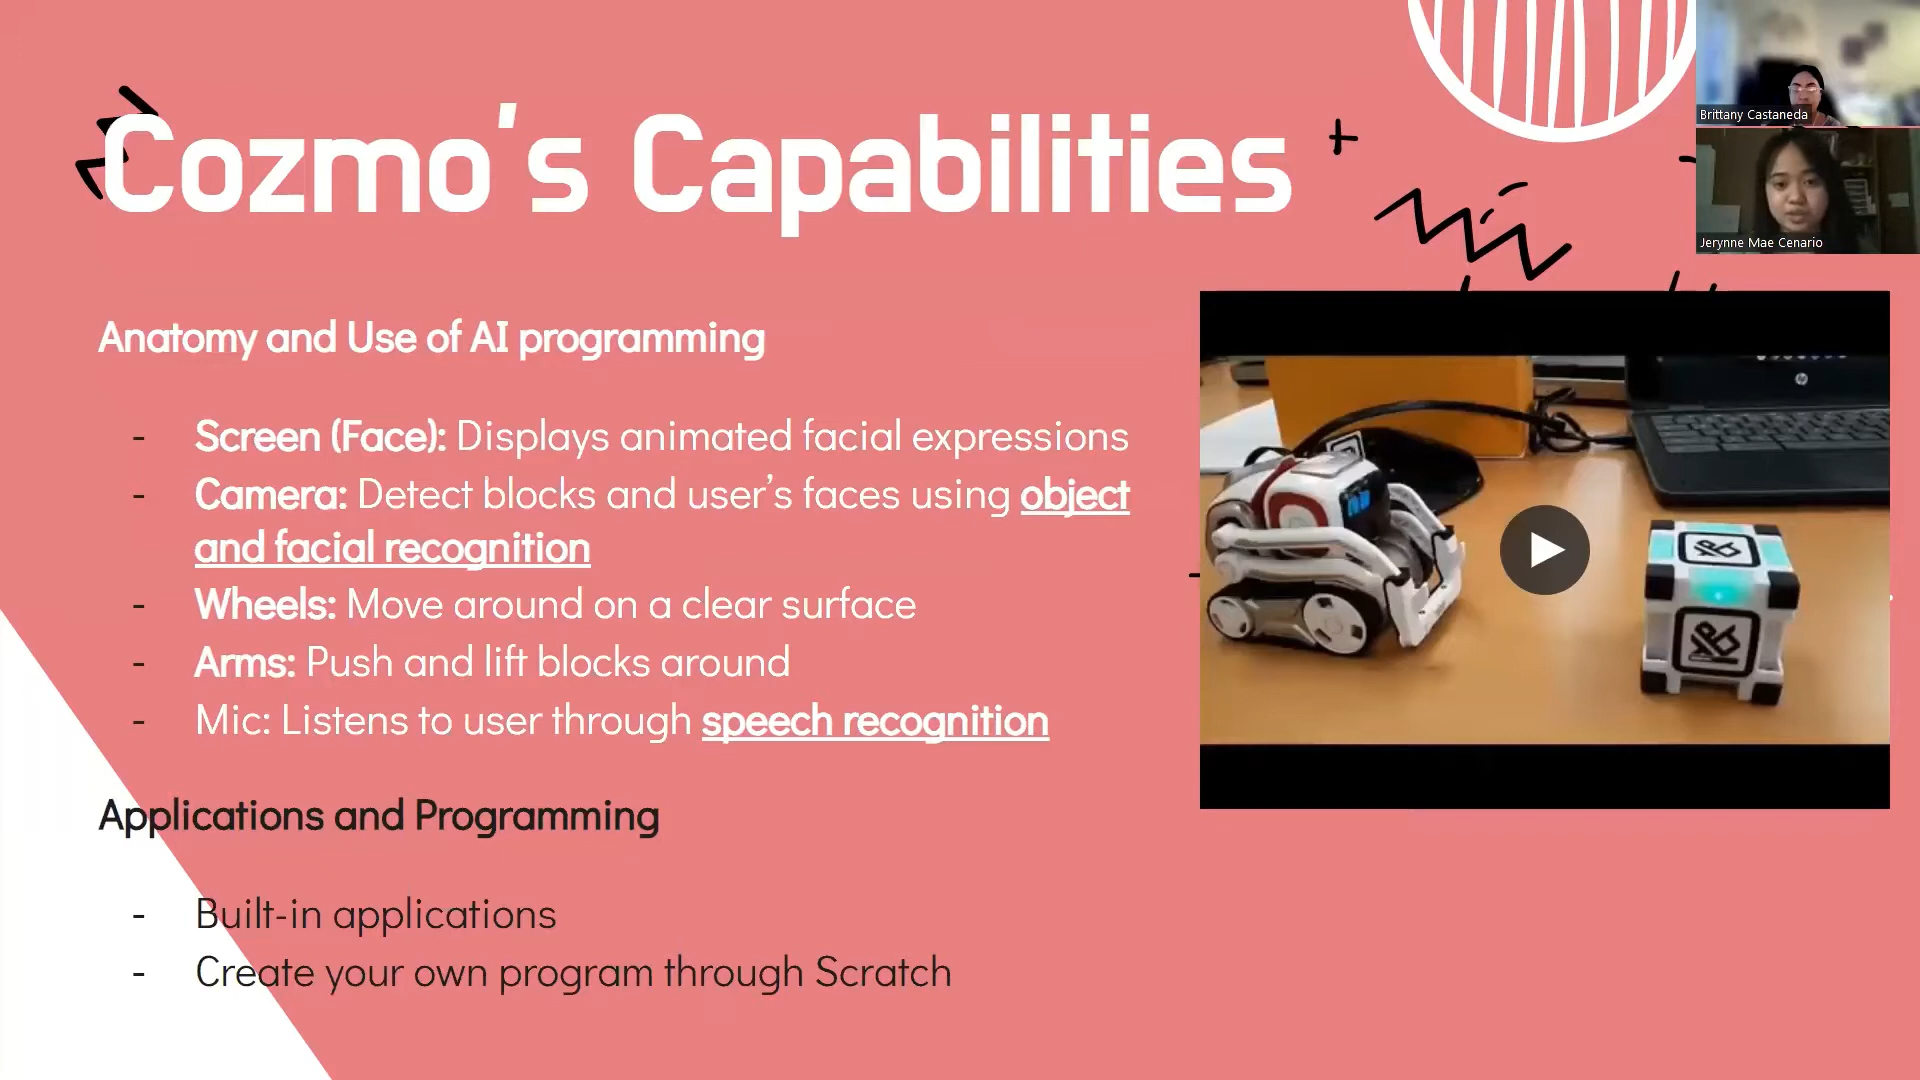 Cozmo's Capabilities
Brittany Castaneda
Jerynne Mae Cenario
Anatomy and Use of AI programming
- Screen (Face): Displays animated facial expressions
- Camera: Detect blocks and user's faces using object
and facial recognition
- Wheels: Move around on a clear surface
- Arms: Push and lift blocks around
- Mic: Listens to user through speech recognition
hp
Applications and Programming
- Built-in applications
- Create your own program through Scratch